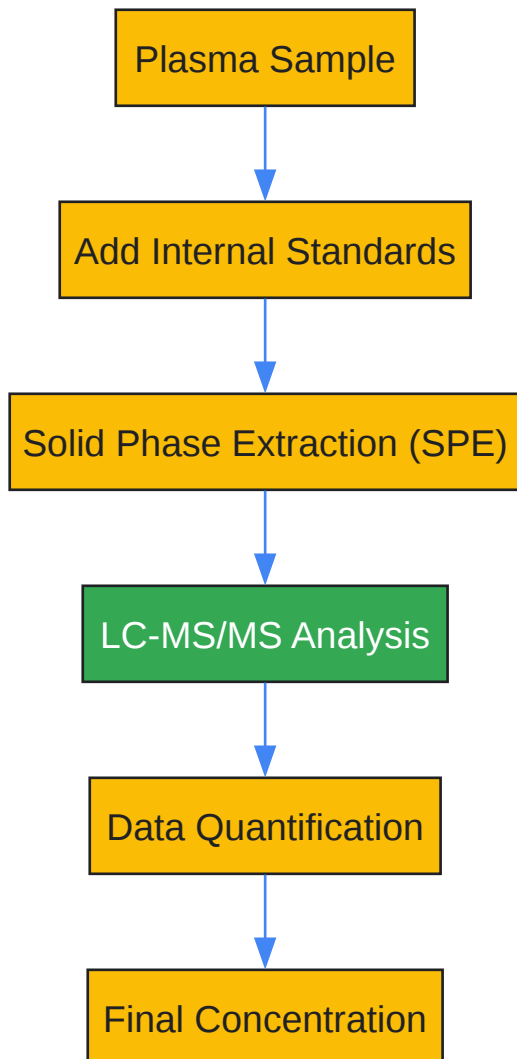 Plasma Sample
Add Internal Standards
Solid Phase Extraction (SPE)
LC-MS/MS Analysis
Data Quantification
Final Concentration